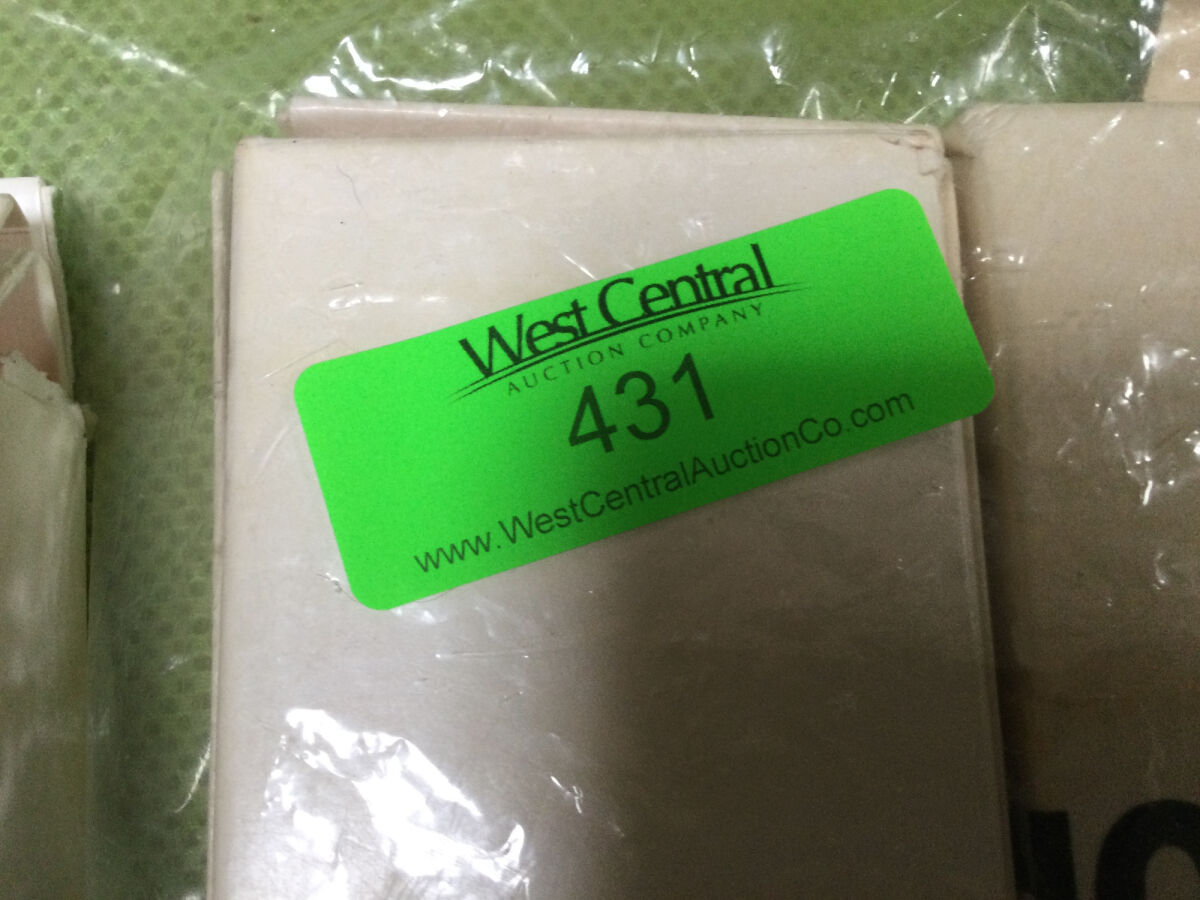 West Central
AUCTION COMPANY
431
www.WestCentralAuctionCo.com